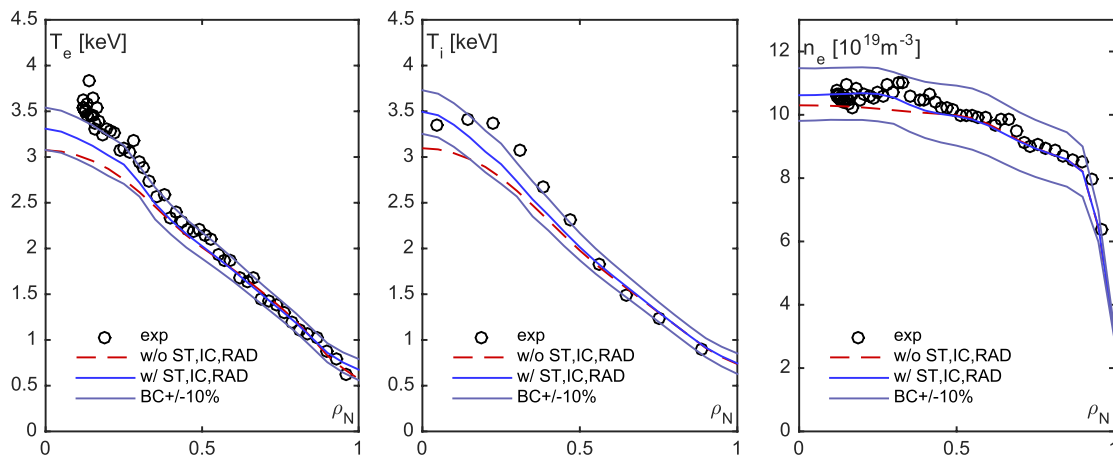 4.5
T_e [keV]
4
3.5
3
2.5
2
1.5
1
0.5
0
exp
w/o ST,IC,RAD
w/ ST,IC,RAD
BC+/-10%
ρ_N
0 0.5 1
4.5
T_i [keV]
4
3.5
3
2.5
2
1.5
1
0.5
0
exp
w/o ST,IC,RAD
w/ ST,IC,RAD
BC+/-10%
ρ_N
0 0.5 1
n_e [10^19 m^-3]
12
10
8
6
4
2
0
exp
w/o ST,IC,RAD
w/ ST,IC,RAD
BC+/-10%
ρ_N
0 0.5 1